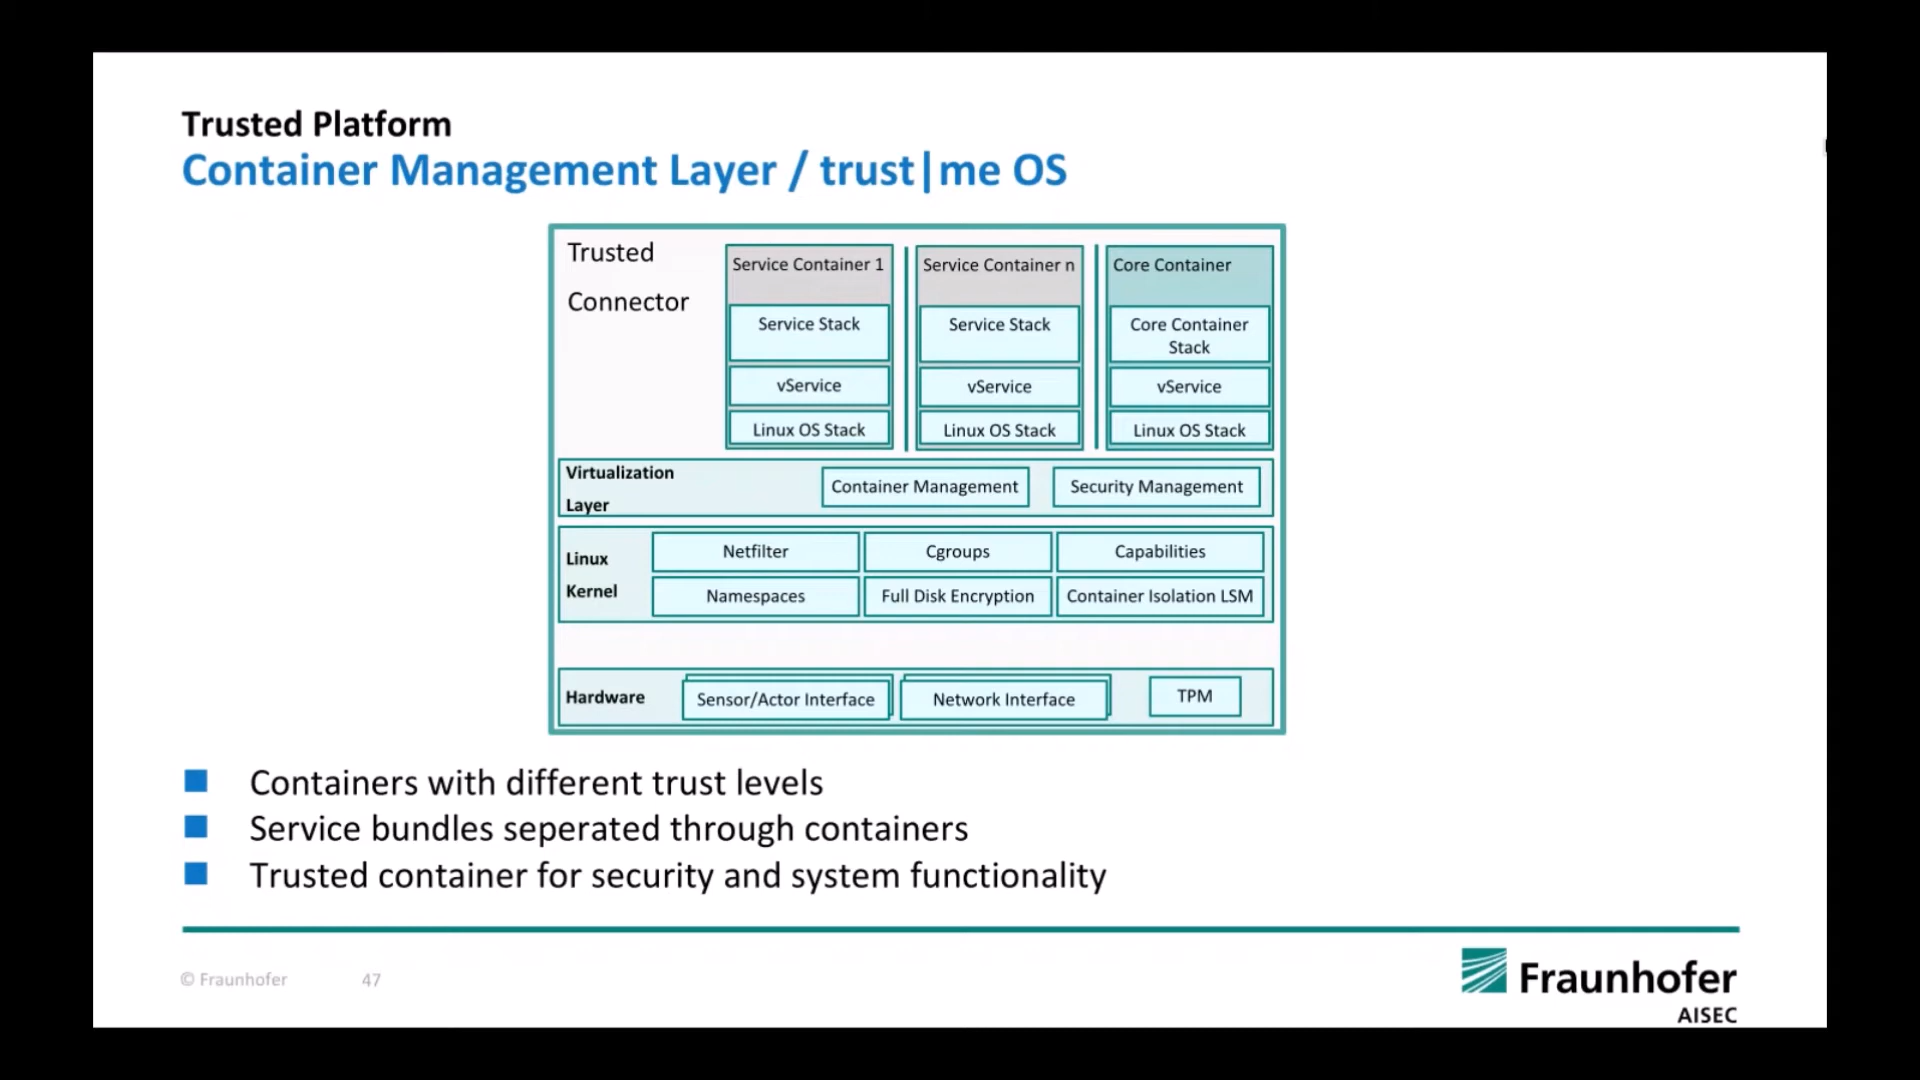 Trusted Platform
Container Management Layer / trust|me OS
Trusted
Connector
Service Container 1
Service Stack
vService
Linux OS Stack
Service Container n
Service Stack
vService
Linux OS Stack
Core Container
Core Container
Stack
vService
Linux OS Stack
Virtualization
Layer
Container Management
Security Management
Linux
Kernel
Netfilter
Cgroups
Capabilities
Namespaces
Full Disk Encryption
Container Isolation LSM
Hardware
Sensor/Actor Interface
Network Interface
TPM
Containers with different trust levels
Service bundles seperated through containers
Trusted container for security and system functionality
© Fraunhofer
47
Fraunhofer
AISEC